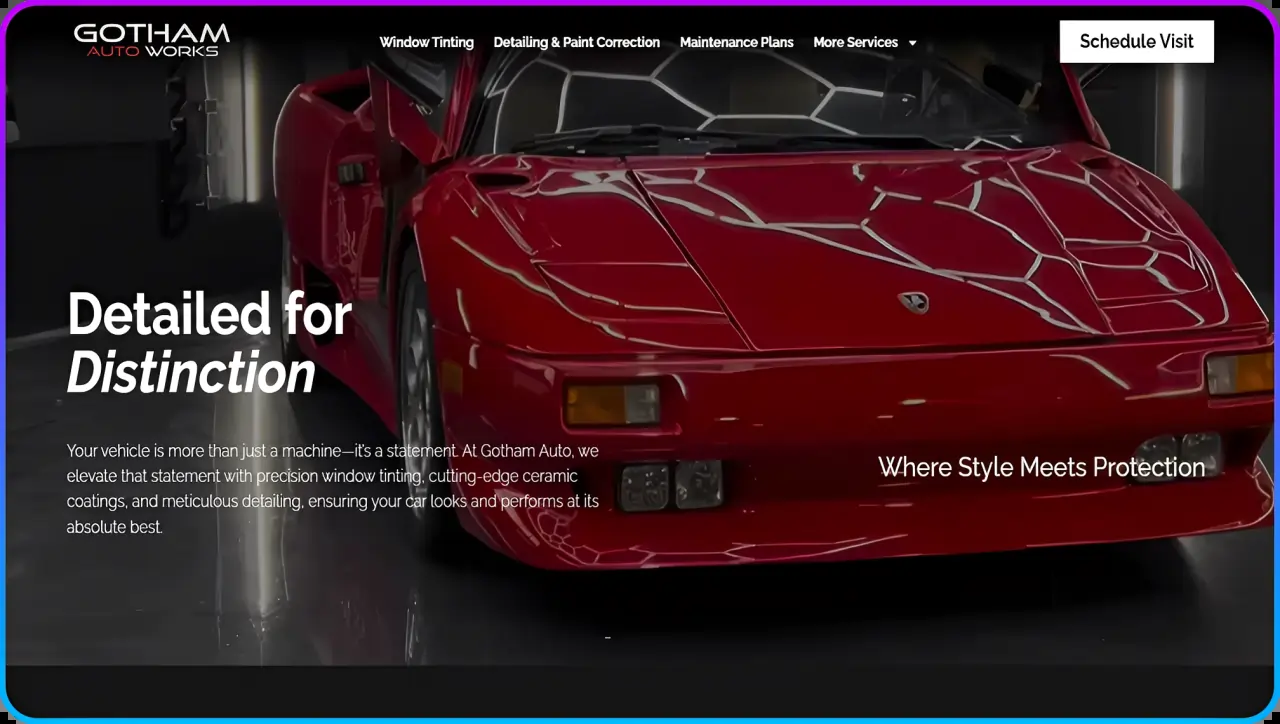 GOTHAM
AUTO WORKS
Window Tinting
Detailing & Paint Correction
Maintenance Plans
More Services
Schedule Visit
Detailed for
Distinction
Your vehicle is more than just a machine—it's a statement. At Gotham Auto, we
elevate that statement with precision window tinting, cutting-edge ceramic
coatings, and meticulous detailing, ensuring your car looks and performs at its
absolute best.
Where Style Meets Protection